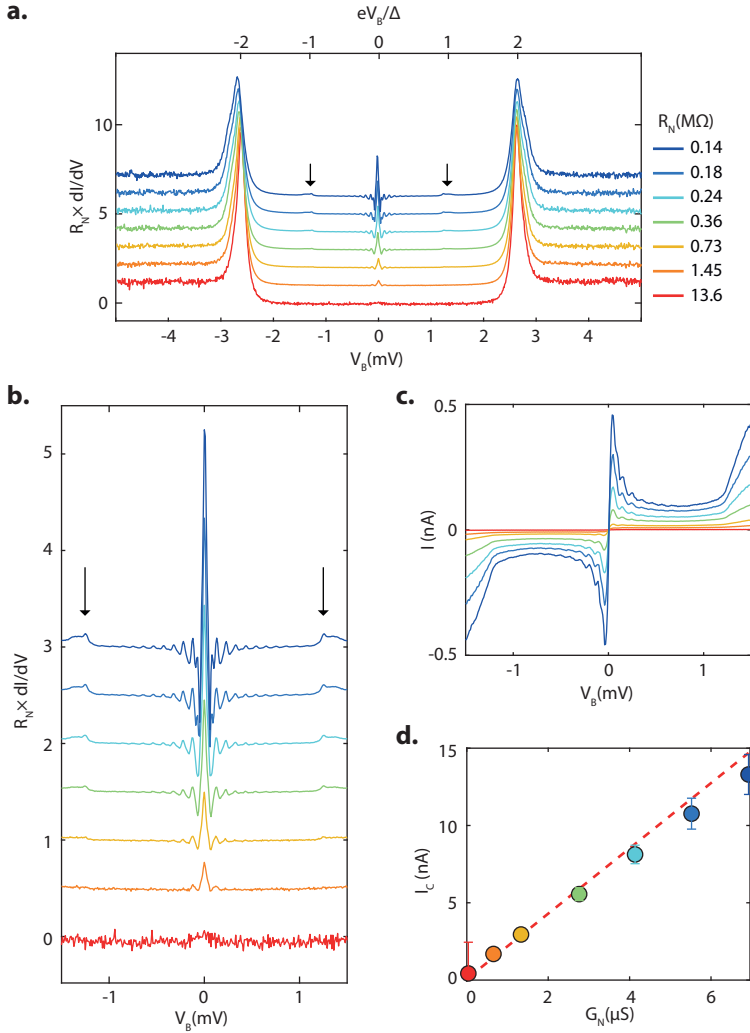 a.
eV_B/Δ
-2 -1 0 1 2
R_N × dI/dV
10
5
0
-4 -3 -2 -1 0 1 2 3 4
V_B(mV)
R_N(MΩ)
0.14
0.18
0.24
0.36
0.73
1.45
13.6
b.
R_N × dI/dV
5
4
3
2
1
0
-1 0 1
V_B(mV)
c.
I (nA)
0.5
0
-0.5
-1 0 1
V_B(mV)
d.
I_C (nA)
15
10
5
0
0 2 4 6
G_N(μS)